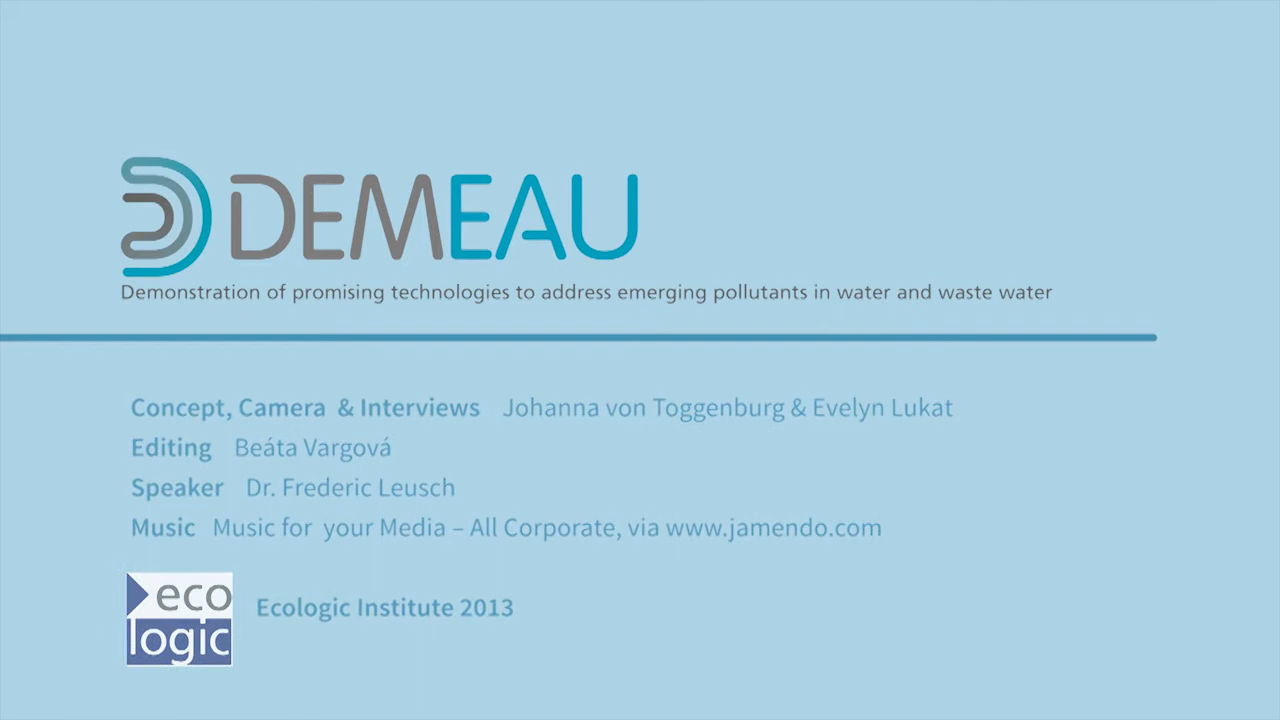 DEMEAU
Demonstration of promising technologies to address emerging pollutants in water and waste water
Concept, Camera & Interviews Johanna von Toggenburg & Evelyn Lukat
Editing Beáta Vargová
Speaker Dr. Frederic Leusch
Music Music for your Media – All Corporate, via www.jamendo.com
eco
logic
Ecologic Institute 2013